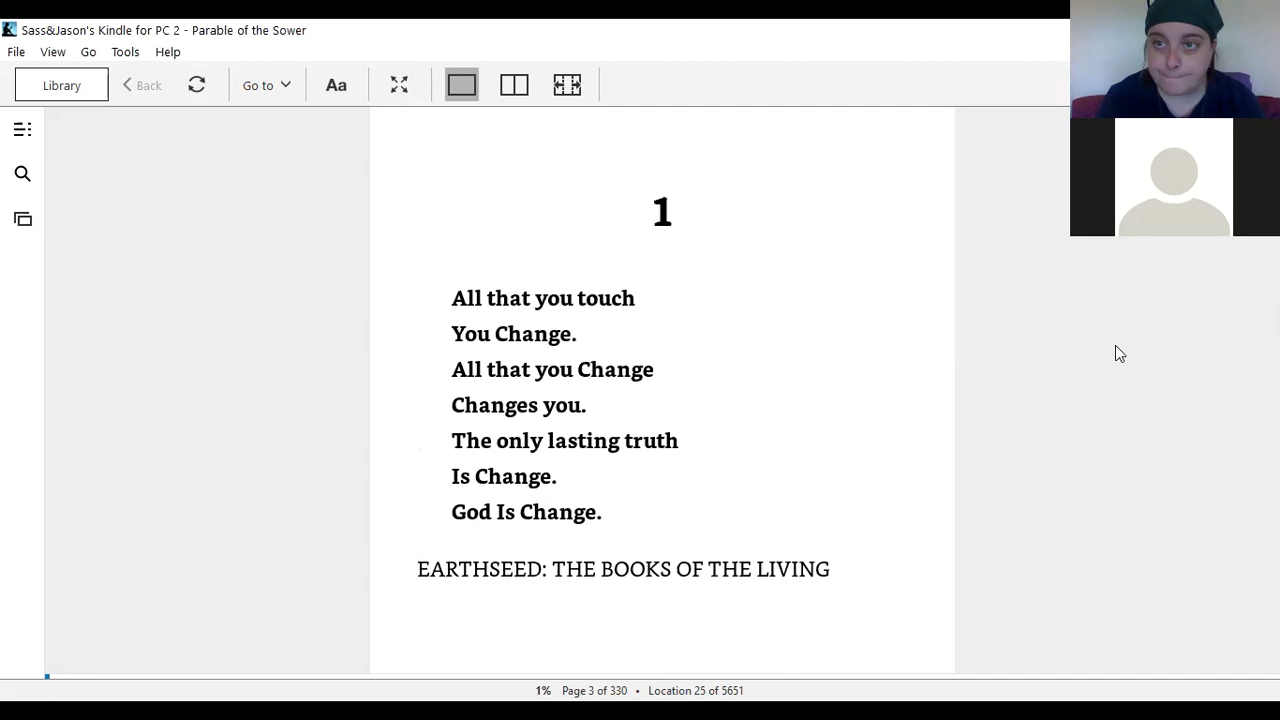 Sass&Jason's Kindle for PC 2 - Parable of the Sower
File View Go Tools Help
Library Back Go to Aa
1
All that you touch
You Change.
All that you Change
Changes you.
The only lasting truth
Is Change.
God Is Change.
EARTHSEED: THE BOOKS OF THE LIVING
1% Page 3 of 330 • Location 25 of 5651